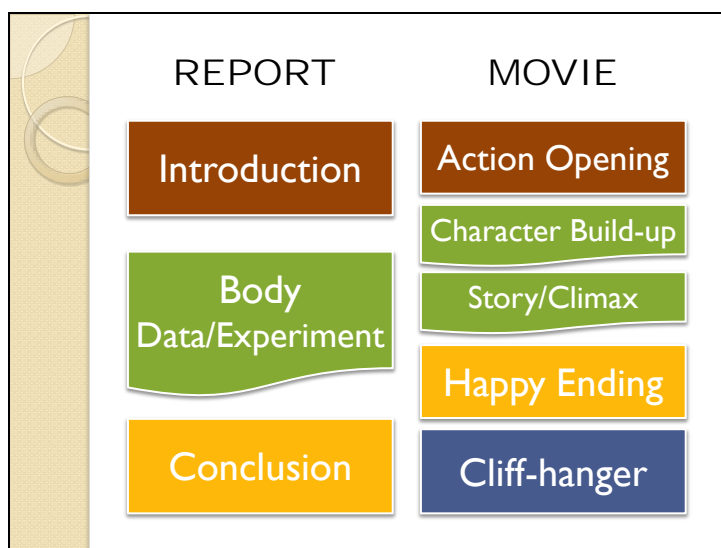 REPORT
Introduction
Body
Data/Experiment
Conclusion
MOVIE
Action Opening
Character Build-up
Story/Climax
Happy Ending
Cliff-hanger